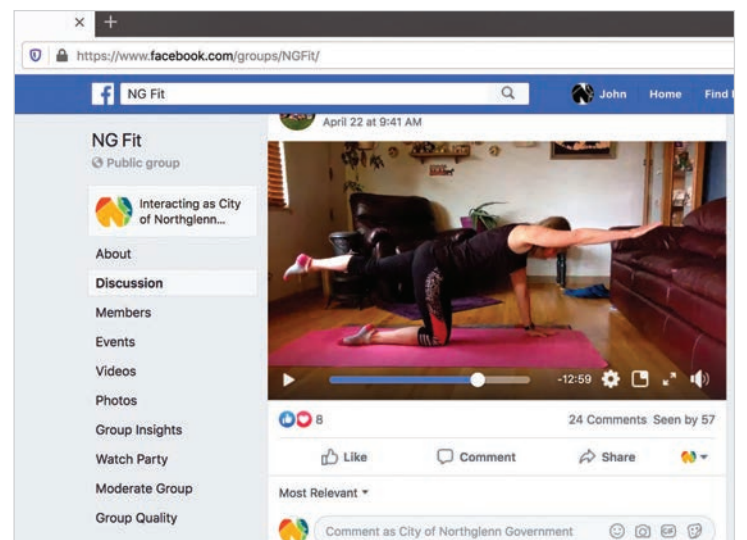 https://www.facebook.com/groups/NGFit/
NG Fit
John Home Find
NG Fit
Public group
Interacting as City
of Northglenn...
About
Discussion
Members
Events
Videos
Photos
Group Insights
Watch Party
Moderate Group
Group Quality
April 22 at 9:41 AM
-12:59
8
24 Comments Seen by 57
Like Comment Share
Most Relevant
Comment as City of Northglenn Government
GIF